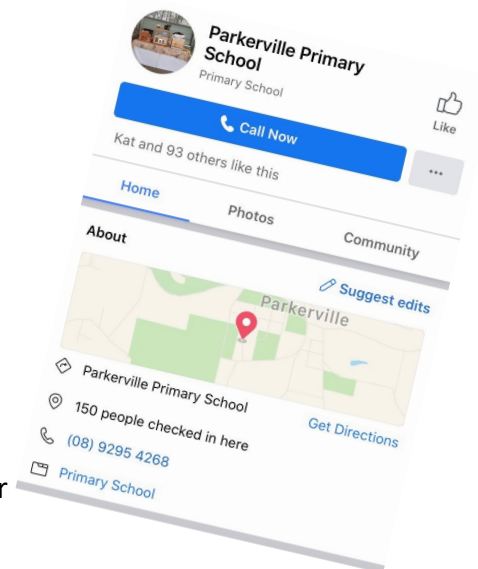 Parkerville Primary
School
Primary School
Like
Call Now
...
Kat and 93 others like this
Home
Photos
Community
About
Suggest edits
Parkerville
Parkerville Primary School
Get Directions
150 people checked in here
(08) 9295 4268
Primary School
r